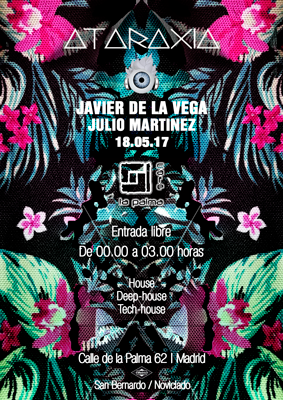 ATARAXIA
JAVIER DE LA VEGA
JULIO MARTINEZ
18.05.17
café
la palma
Entrada libre
De 00.00 a 03.00 horas
House
Deep-house
Tech-house
Calle de la Palma 62 | Madrid
San Bernardo / Noviciado